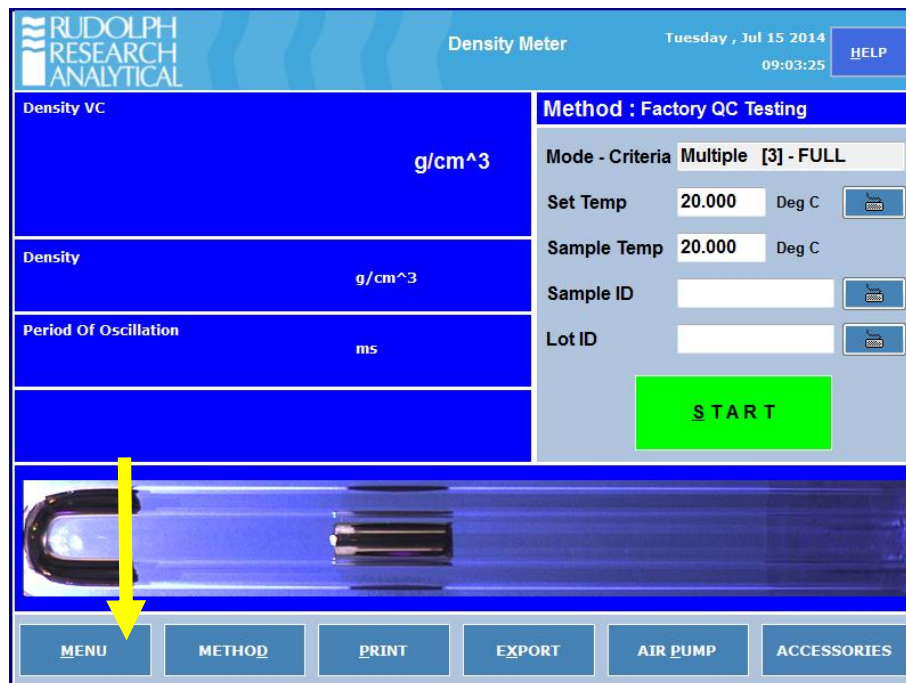 RUDOLPH
RESEARCH
ANALYTICAL
Density Meter
Tuesday , Jul 15 2014
09:03:25
HELP
Density VC
g/cm^3
Density
g/cm^3
Period Of Oscillation
ms
Method : Factory QC Testing
Mode - Criteria Multiple [3] - FULL
Set Temp 20.000 Deg C
Sample Temp 20.000 Deg C
Sample ID
Lot ID
START
MENU METHOD PRINT EXPORT AIR PUMP ACCESSORIES